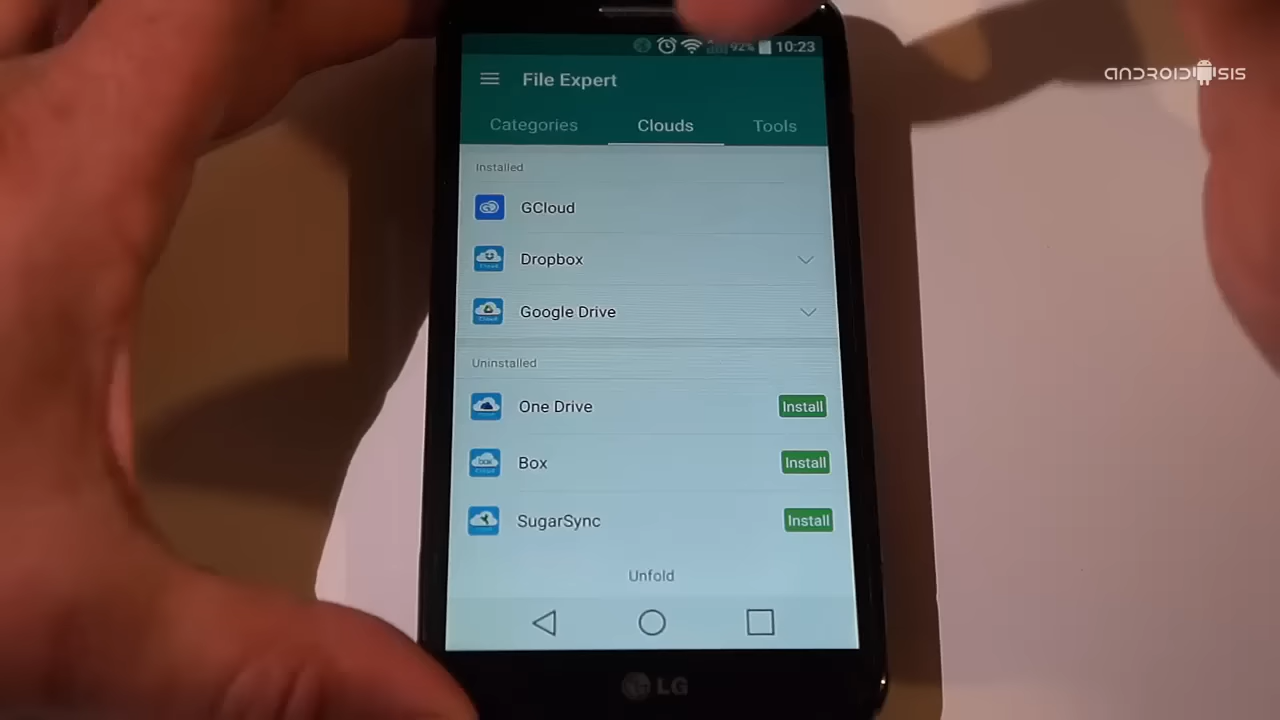 92% 10:23
ANDROIDSIS
File Expert
Categories Clouds Tools
Installed
GCloud
Dropbox
Google Drive
Uninstalled
One Drive Install
Box Install
SugarSync Install
Unfold
LG